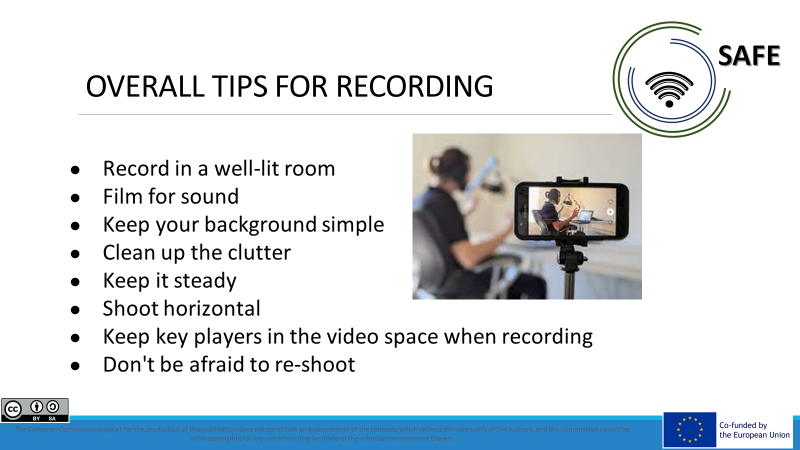 SAFE
OVERALL TIPS FOR RECORDING
● Record in a well-lit room
● Film for sound
● Keep your background simple
● Clean up the clutter
● Keep it steady
● Shoot horizontal
● Keep key players in the video space when recording
● Don't be afraid to re-shoot
cc
BY SA
The European Commission support for the production of this publication does not constitute an endorsement of the contents which reflects the views only of the authors, and the Commission cannot be
held responsible for any use which may be made of the information contained therein.
Co-funded by
the European Union